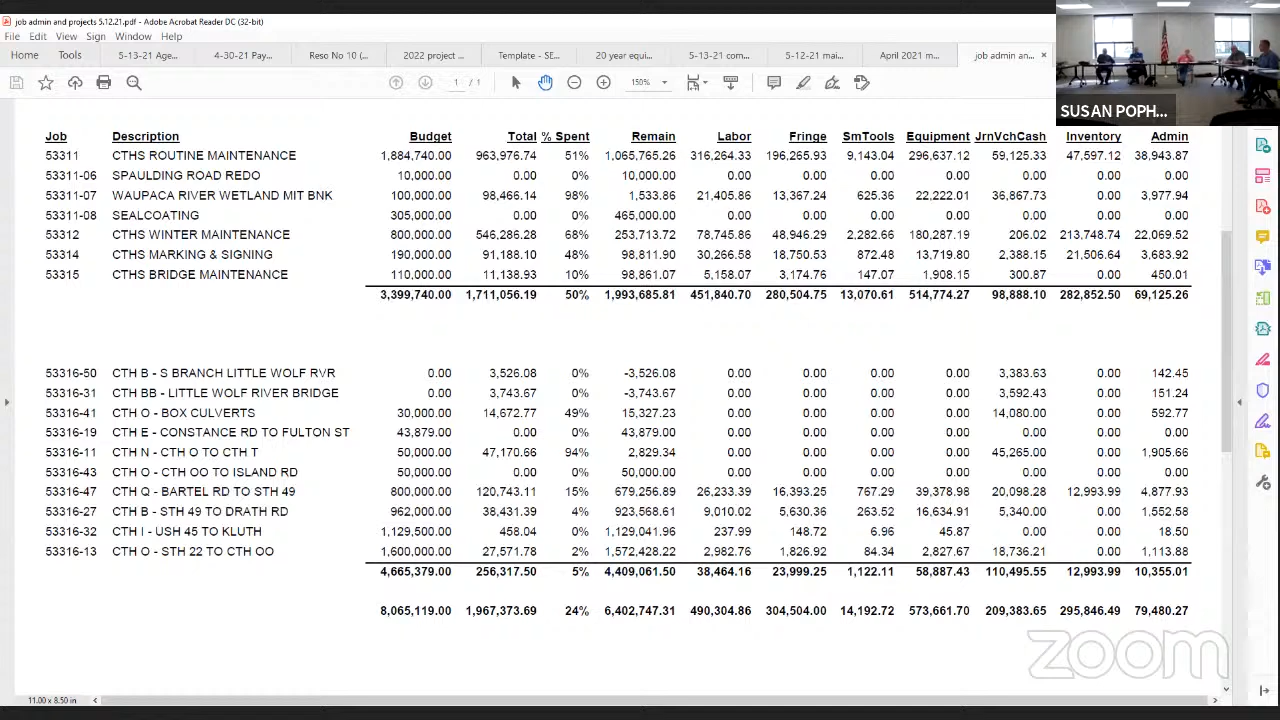 job admin and projects 5.12.21.pdf - Adobe Acrobat Reader DC (32-bit)
File Edit View Sign Window Help
Home Tools 5-13-21 Age... 4-30-21 Pay... Reso No 10 (... 2022 project ... Temp... SE... 20 year equi... 5-13-21 com... 5-12-21 mai... April 2021 m... job admin an... ×
1 / 1 150%
SUSAN POPH...
Job Description Budget Total % Spent Remain Labor Fringe SmTools Equipment JrnVchCash Inventory Admin
53311 CTHS ROUTINE MAINTENANCE 1,884,740.00 963,976.74 51% 1,065,765.26 316,264.33 196,265.93 9,143.04 296,637.12 59,125.33 47,597.12 38,943.87
53311-06 SPAULDING ROAD REDO 10,000.00 0.00 0% 10,000.00 0.00 0.00 0.00 0.00 0.00 0.00 0.00
53311-07 WAUPACA RIVER WETLAND MIT BNK 100,000.00 98,466.14 98% 1,533.86 21,405.86 13,367.24 625.36 22,222.01 36,867.73 0.00 3,977.94
53311-08 SEALCOATING 305,000.00 0.00 0% 465,000.00 0.00 0.00 0.00 0.00 0.00 0.00 0.00
53312 CTHS WINTER MAINTENANCE 800,000.00 546,286.28 68% 253,713.72 78,745.86 48,946.29 2,282.66 180,287.19 206.02 213,748.74 22,069.52
53314 CTHS MARKING & SIGNING 190,000.00 91,188.10 48% 98,811.90 30,266.58 18,750.53 872.48 13,719.80 2,388.15 21,506.64 3,683.92
53315 CTHS BRIDGE MAINTENANCE 110,000.00 11,138.93 10% 98,861.07 5,158.07 3,174.76 147.07 1,908.15 300.87 0.00 450.01
3,399,740.00 1,711,056.19 50% 1,993,685.81 451,840.70 280,504.75 13,070.61 514,774.27 98,888.10 282,852.50 69,125.26
53316-50 CTH B - S BRANCH LITTLE WOLF RVR 0.00 3,526.08 0% -3,526.08 0.00 0.00 0.00 0.00 3,383.63 0.00 142.45
53316-31 CTH BB - LITTLE WOLF RIVER BRIDGE 0.00 3,743.67 0% -3,743.67 0.00 0.00 0.00 0.00 3,592.43 0.00 151.24
53316-41 CTH O - BOX CULVERTS 30,000.00 14,672.77 49% 15,327.23 0.00 0.00 0.00 0.00 14,080.00 0.00 592.77
53316-19 CTH E - CONSTANCE RD TO FULTON ST 43,879.00 0.00 0% 43,879.00 0.00 0.00 0.00 0.00 0.00 0.00 0.00
53316-11 CTH N - CTH O TO CTH T 50,000.00 47,170.66 94% 2,829.34 0.00 0.00 0.00 0.00 45,265.00 0.00 1,905.66
53316-43 CTH O - CTH OO TO ISLAND RD 50,000.00 0.00 0% 50,000.00 0.00 0.00 0.00 0.00 0.00 0.00 0.00
53316-47 CTH Q - BARTEL RD TO STH 49 800,000.00 120,743.11 15% 679,256.89 26,233.39 16,393.25 767.29 39,378.98 20,098.28 12,993.99 4,877.93
53316-27 CTH B - STH 49 TO DRATH RD 962,000.00 38,431.39 4% 923,568.61 9,010.02 5,630.36 263.52 16,634.91 5,340.00 0.00 1,552.58
53316-32 CTH I - USH 45 TO KLUTH 1,129,500.00 458.04 0% 1,129,041.96 237.99 148.72 6.96 45.87 0.00 0.00 18.50
53316-13 CTH O - STH 22 TO CTH OO 1,600,000.00 27,571.78 2% 1,572,428.22 2,982.76 1,826.92 84.34 2,827.67 18,736.21 0.00 1,113.88
4,665,379.00 256,317.50 5% 4,409,061.50 38,464.16 23,999.25 1,122.11 58,887.43 110,495.55 12,993.99 10,355.01
8,065,119.00 1,967,373.69 24% 6,402,747.31 490,304.86 304,504.00 14,192.72 573,661.70 209,383.65 295,846.49 79,480.27
zoom
11.00 x 8.50 in